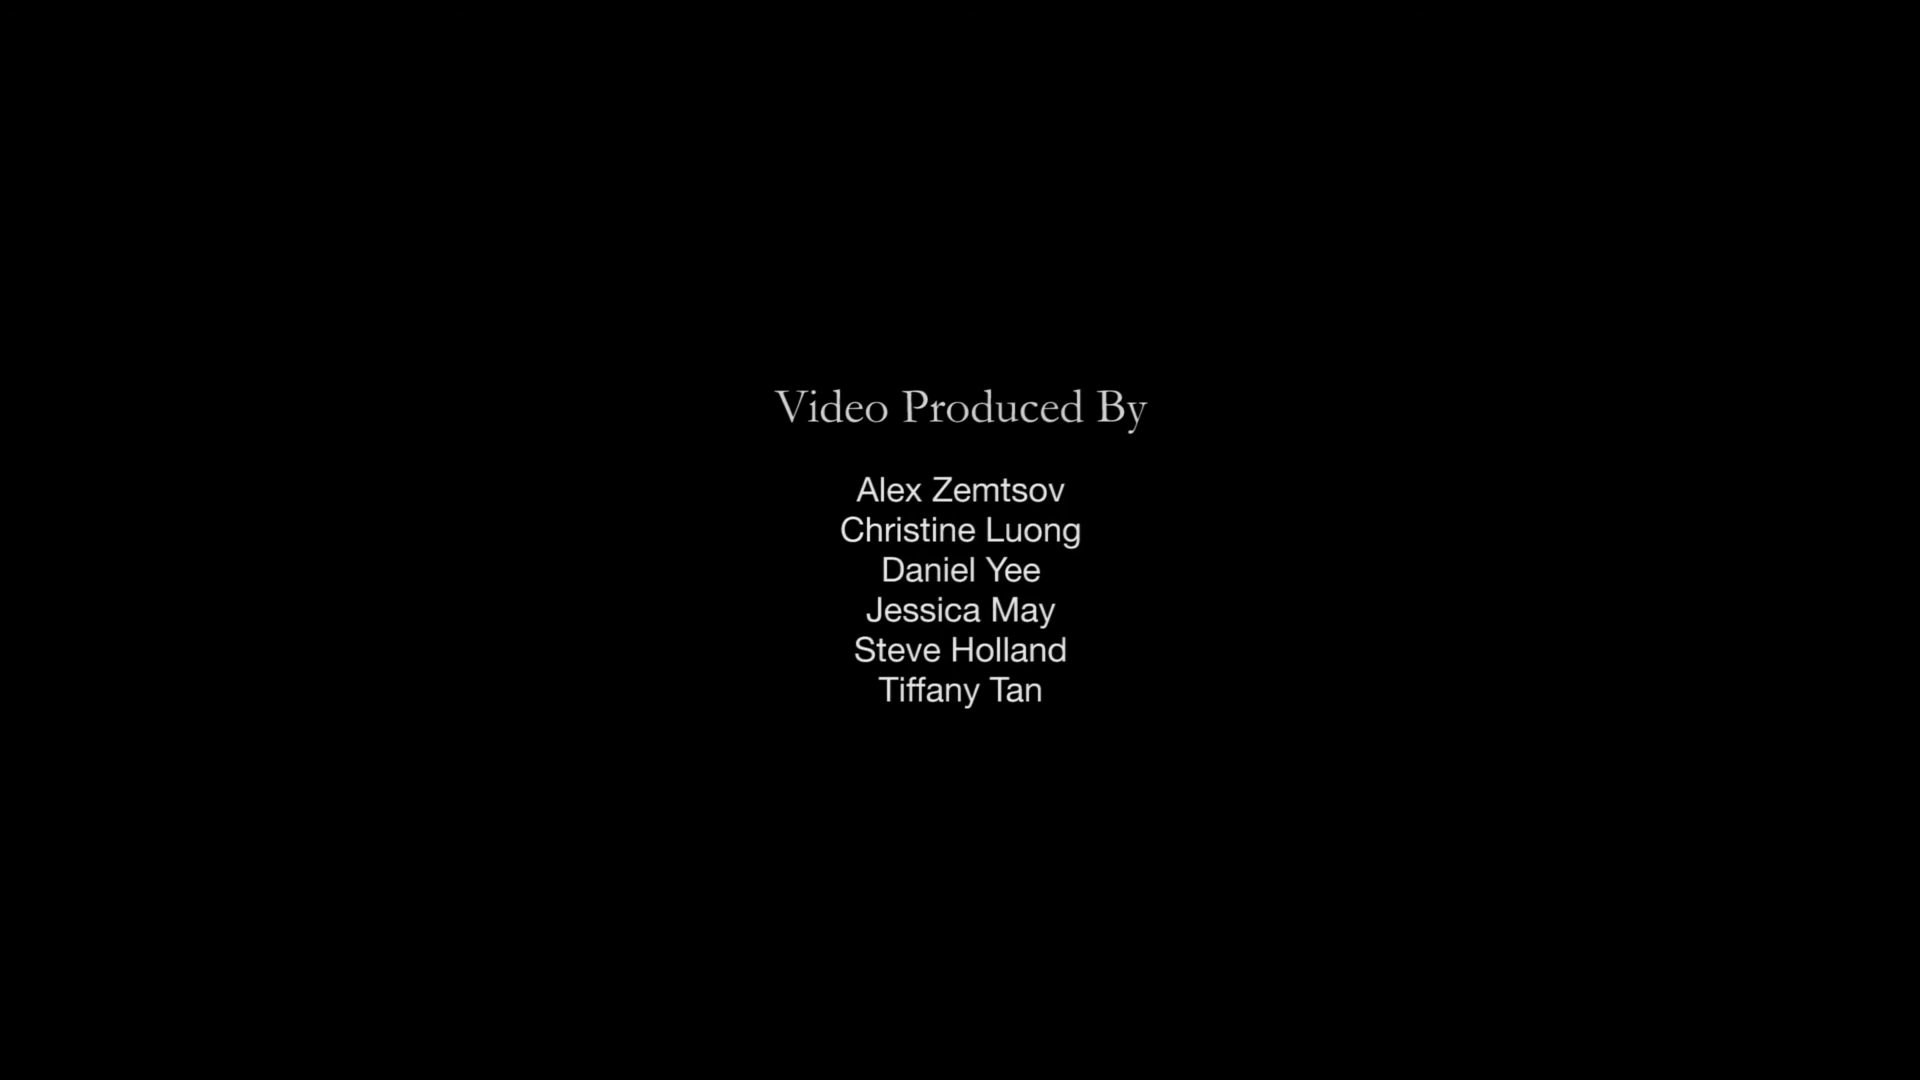 Video Produced By
Alex Zemtsov
Christine Luong
Daniel Yee
Jessica May
Steve Holland
Tiffany Tan